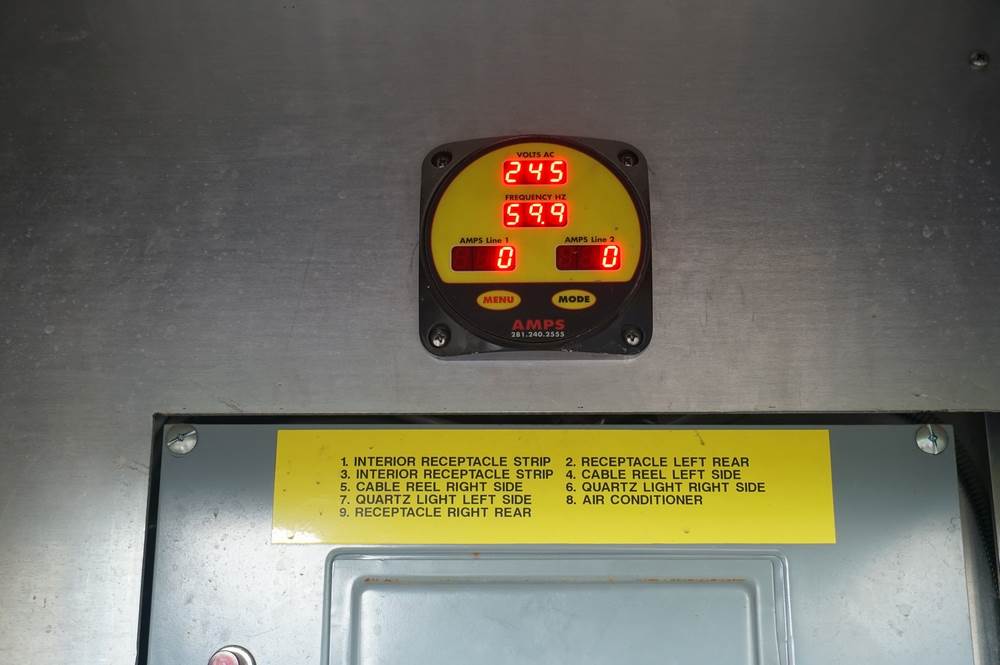 VOLTS AC
245
FREQUENCY HZ
59.9
AMPS Line 1 AMPS Line 2
0 0
MENU MODE
AMPS
281.240.2555
1. INTERIOR RECEPTACLE STRIP 2. RECEPTACLE LEFT REAR
3. INTERIOR RECEPTACLE STRIP 4. CABLE REEL LEFT SIDE
5. CABLE REEL RIGHT SIDE 6. QUARTZ LIGHT RIGHT SIDE
7. QUARTZ LIGHT LEFT SIDE 8. AIR CONDITIONER
9. RECEPTACLE RIGHT REAR